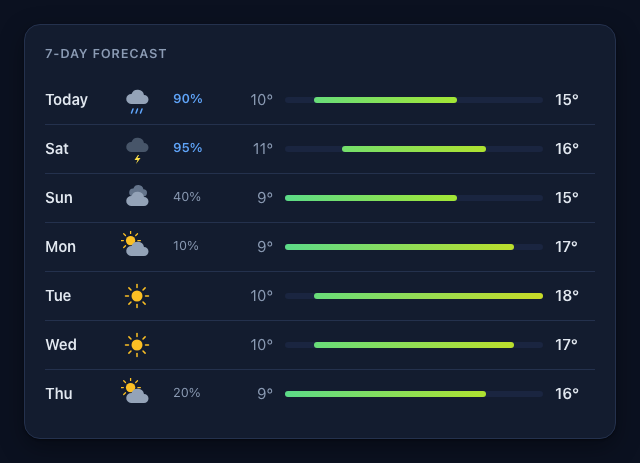 7-DAY FORECAST
Today 90% 10° 15°
Sat 95% 11° 16°
Sun 40% 9° 15°
Mon 10% 9° 17°
Tue 10° 18°
Wed 10° 17°
Thu 20% 9° 16°